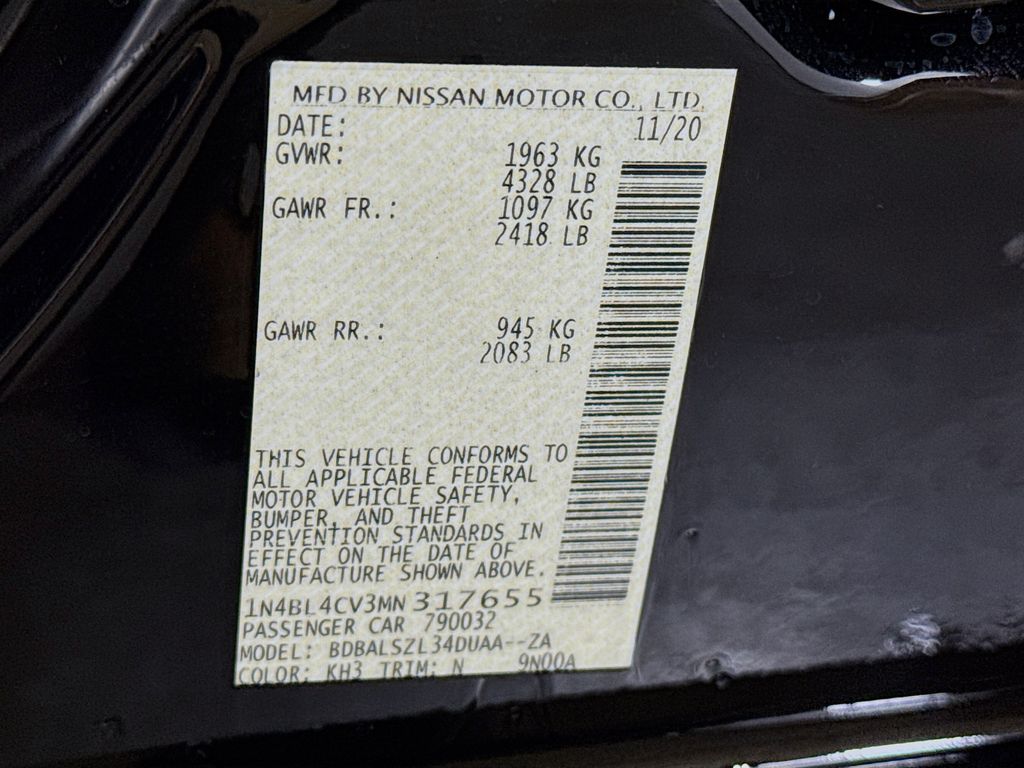 MFD BY NISSAN MOTOR CO., LTD.
DATE: 11/20
GVWR: 1963 KG
4328 LB
GAWR FR.: 1097 KG
2418 LB
GAWR RR.: 945 KG
2083 LB
THIS VEHICLE CONFORMS TO
ALL APPLICABLE FEDERAL
MOTOR VEHICLE SAFETY,
BUMPER, AND THEFT
PREVENTION STANDARDS IN
EFFECT ON THE DATE OF
MANUFACTURE SHOWN ABOVE.
1N4BL4CV3MN317655
PASSENGER CAR 790032
MODEL: BDBALSZL34DUAA--ZA
COLOR: KH3 TRIM: N 9N00A